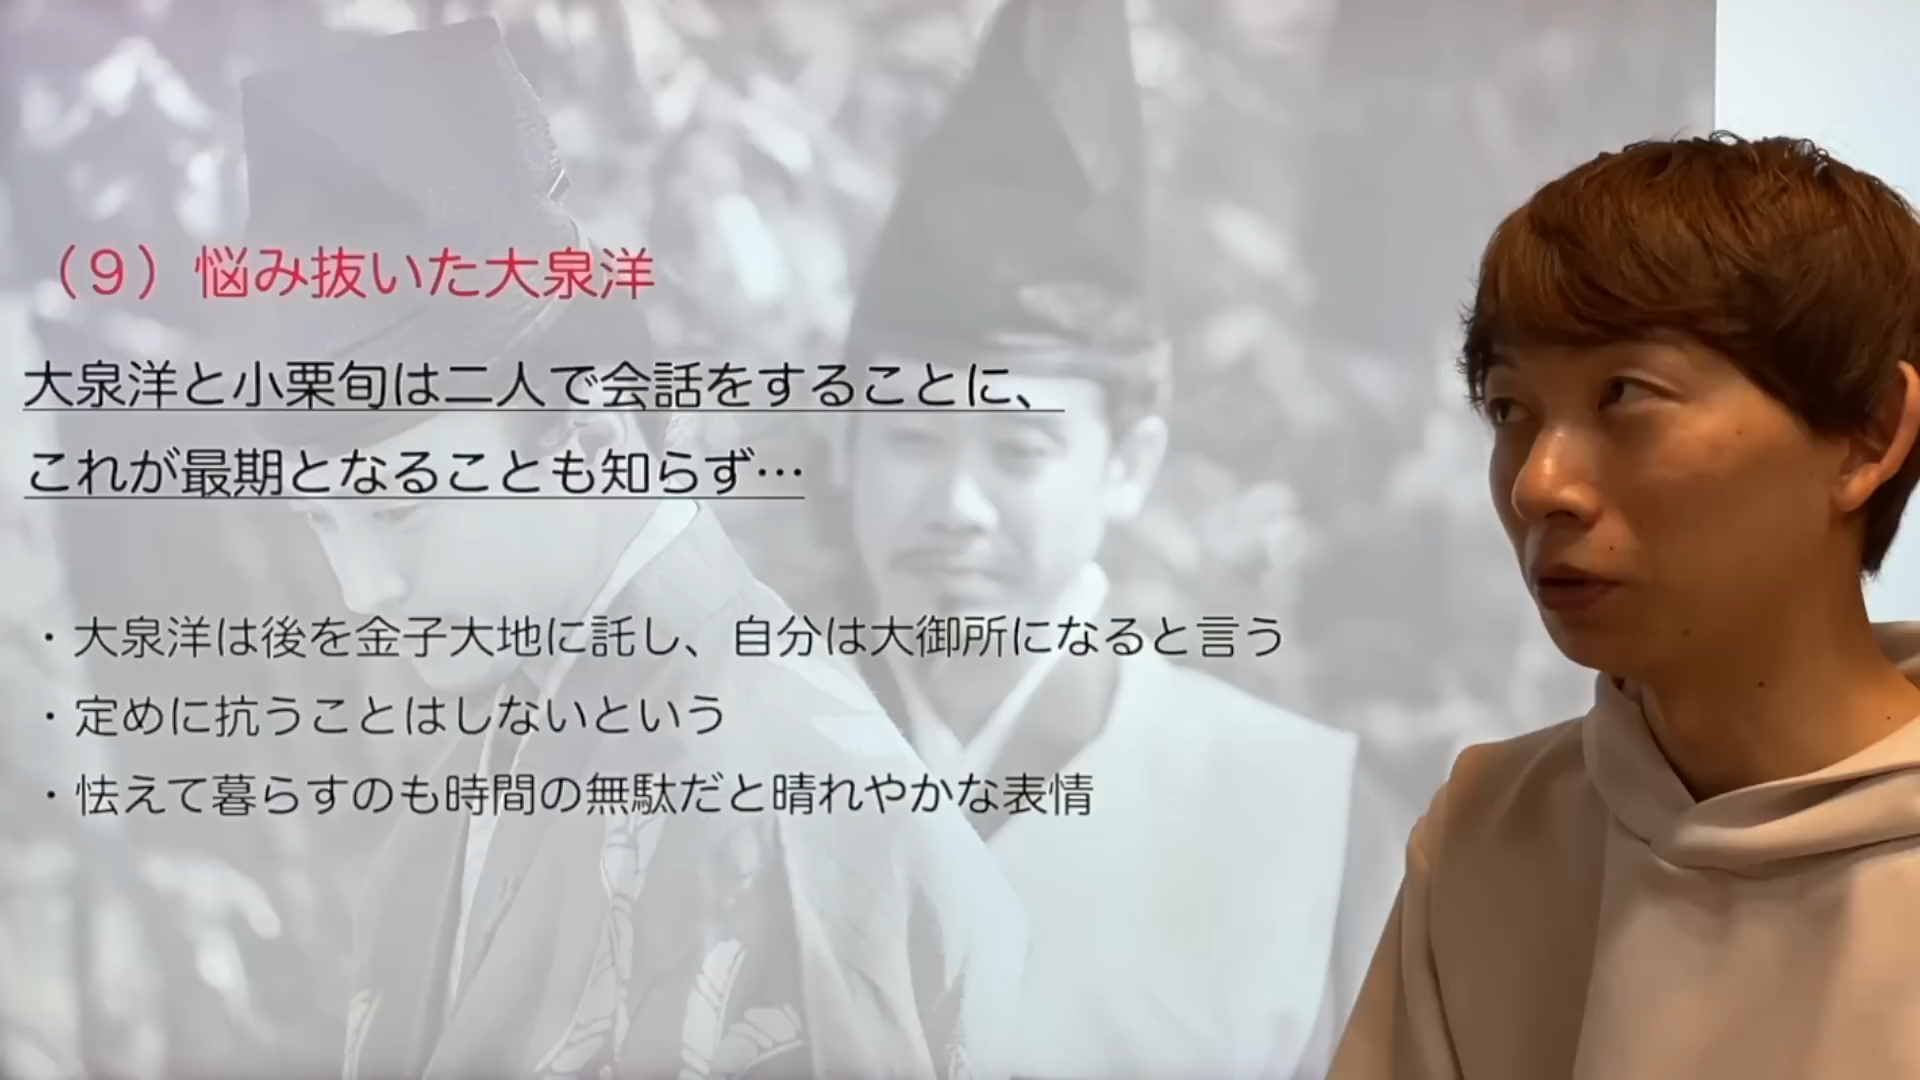 （９）悩み抜いた大泉洋
大泉洋と小栗旬は二人で会話をすることに、
これが最期となることも知らず…
・大泉洋は後を金子大地に託し、自分は大御所になると言う
・定めに抗うことはしないという
・怯えて暮らすのも時間の無駄だと晴れやかな表情